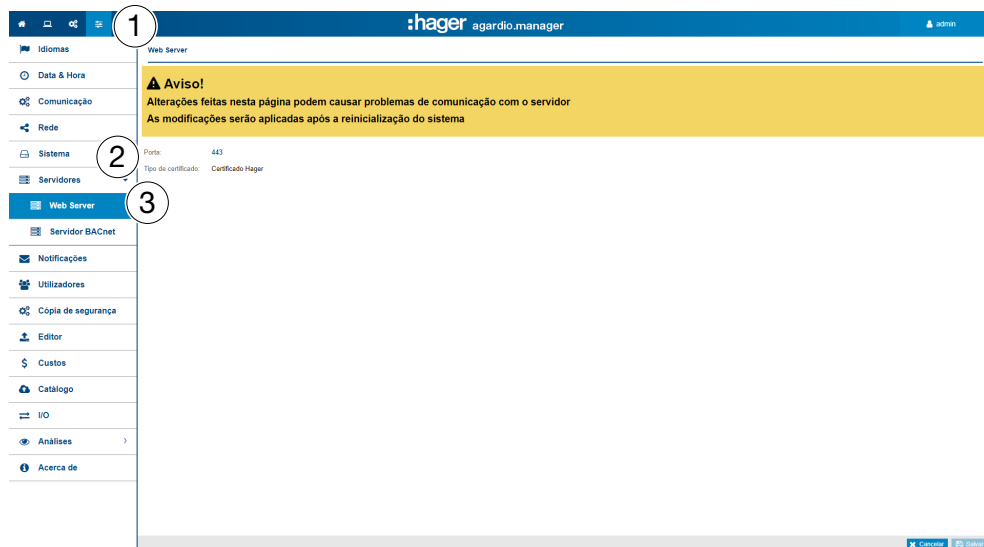 1
:hager agardio.manager
admin
Idiomas
Web Server
Data & Hora
Aviso!
Alterações feitas nesta página podem causar problemas de comunicação com o servidor
As modificações serão aplicadas após a reinicialização do sistema
Comunicação
Rede
Sistema
2
Porta: 443
Tipo de certificado: Certificado Hager
Servidores
Web Server
3
Servidor BACnet
Notificações
Utilizadores
Cópia de segurança
Editor
Custos
Catálogo
I/O
Análises
Acerca de
Cancelar
Salvar